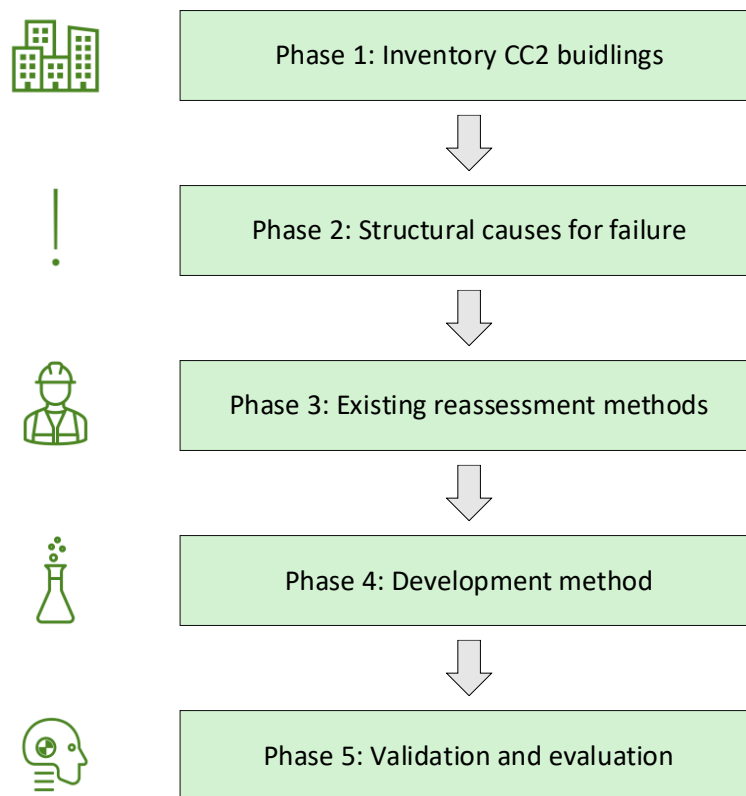 Phase 1: Inventory CC2 buidlings
Phase 2: Structural causes for failure
Phase 3: Existing reassessment methods
Phase 4: Development method
Phase 5: Validation and evaluation